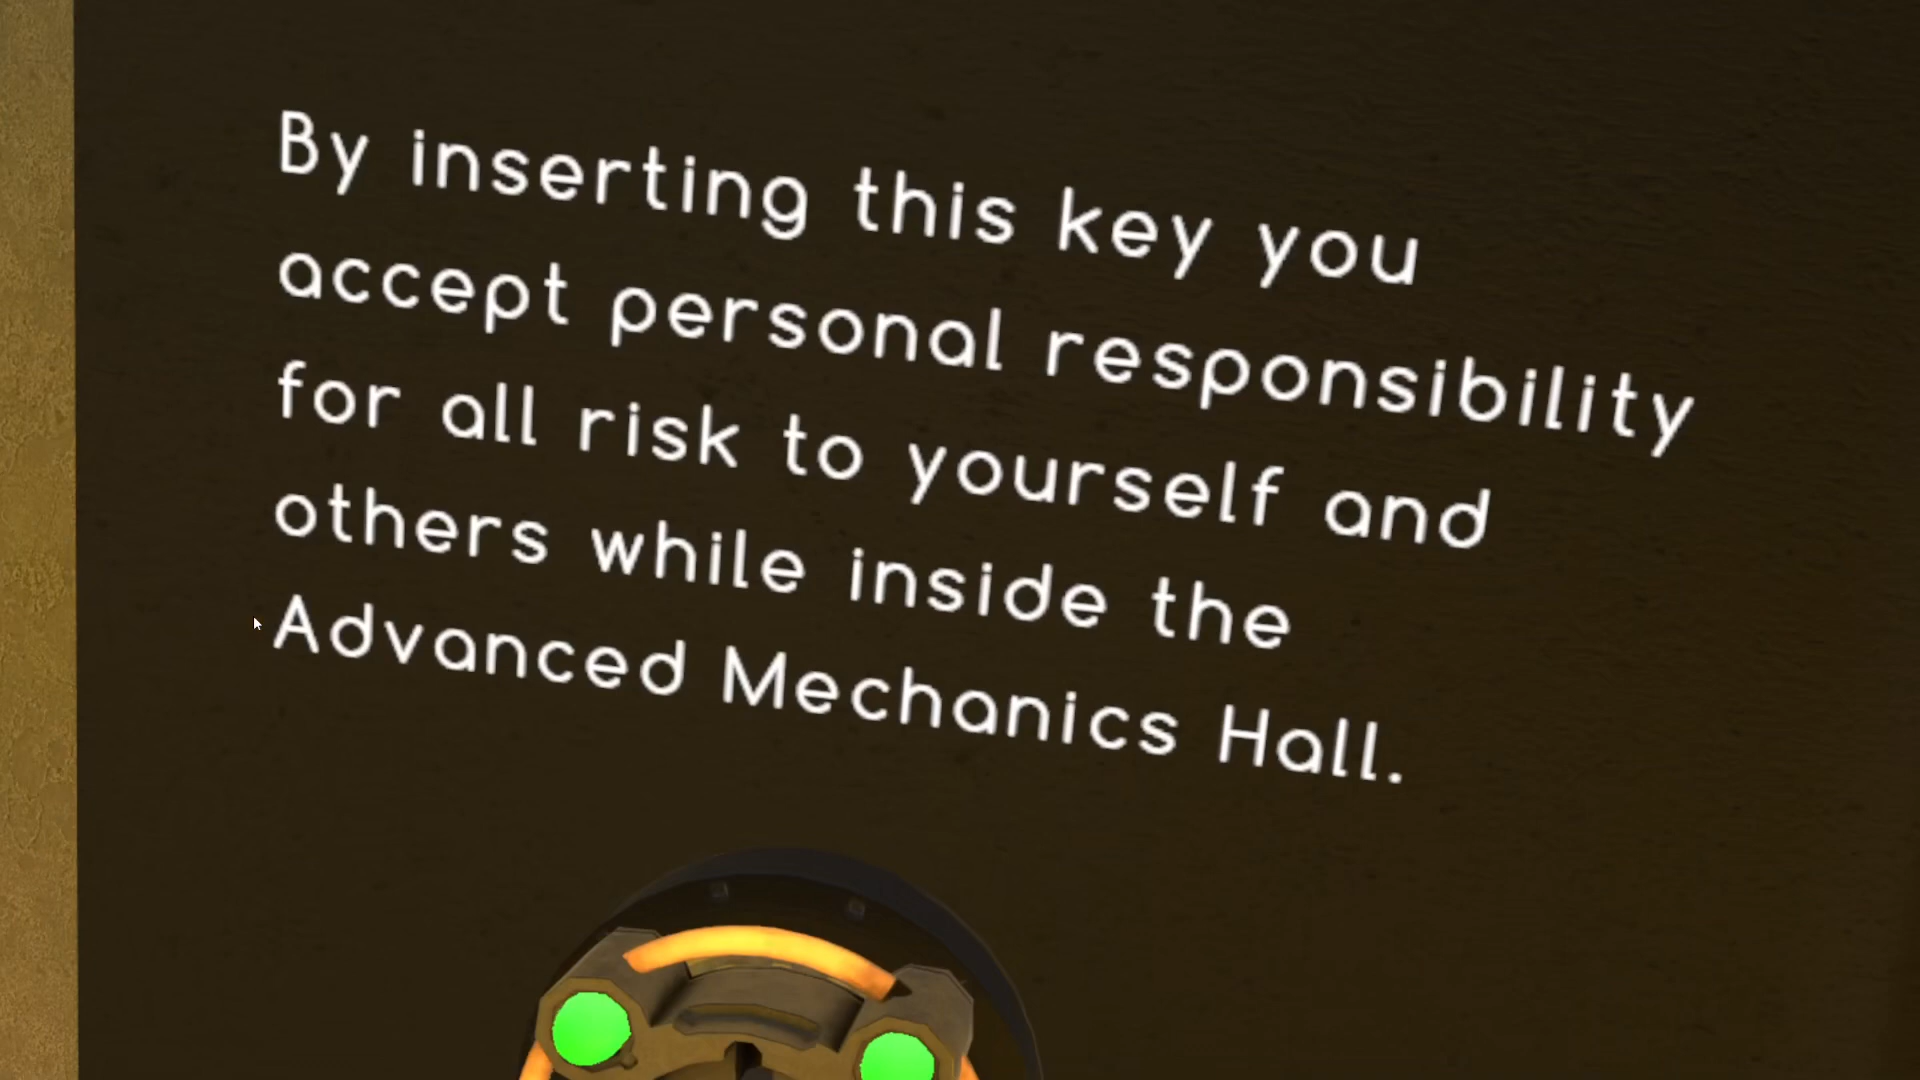 By inserting this key you
accept personal responsibility
for all risk to yourself and
others while inside the
Advanced Mechanics Hall.